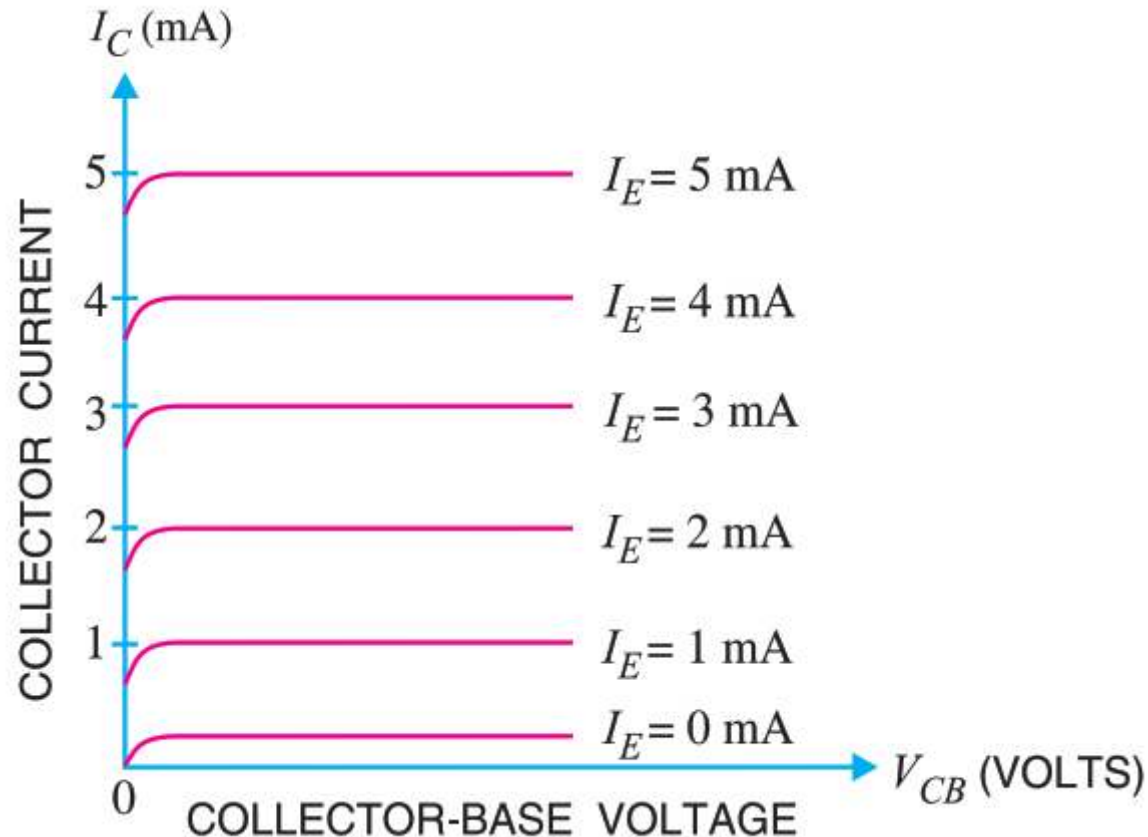 I_C (mA)
COLLECTOR CURRENT
5
I_E = 5 mA
4
I_E = 4 mA
3
I_E = 3 mA
2
I_E = 2 mA
1
I_E = 1 mA
I_E = 0 mA
0
V_CB (VOLTS)
COLLECTOR-BASE VOLTAGE